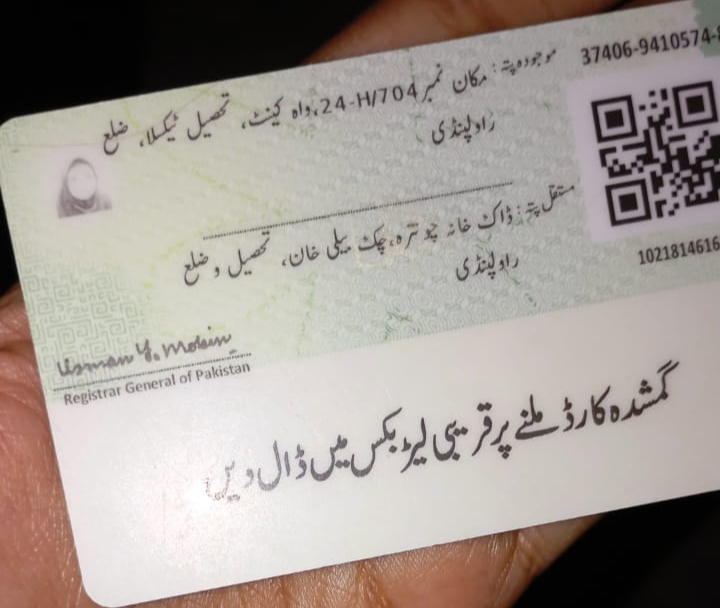 37406-9410574-8
موجودہ پتہ: مکان نمبر 24-H/704، واہ کینٹ، تحصیل ٹیکسلا، ضلع
راولپنڈی
مستقل پتہ: ڈاک خانہ چونترہ، چک بیلی خان، تحصیل و ضلع
راولپنڈی
1021814616
Usman Y. Mobin
Registrar General of Pakistan
گمشدہ کارڈ ملنے پر قریبی لیٹر بکس میں ڈال دیں